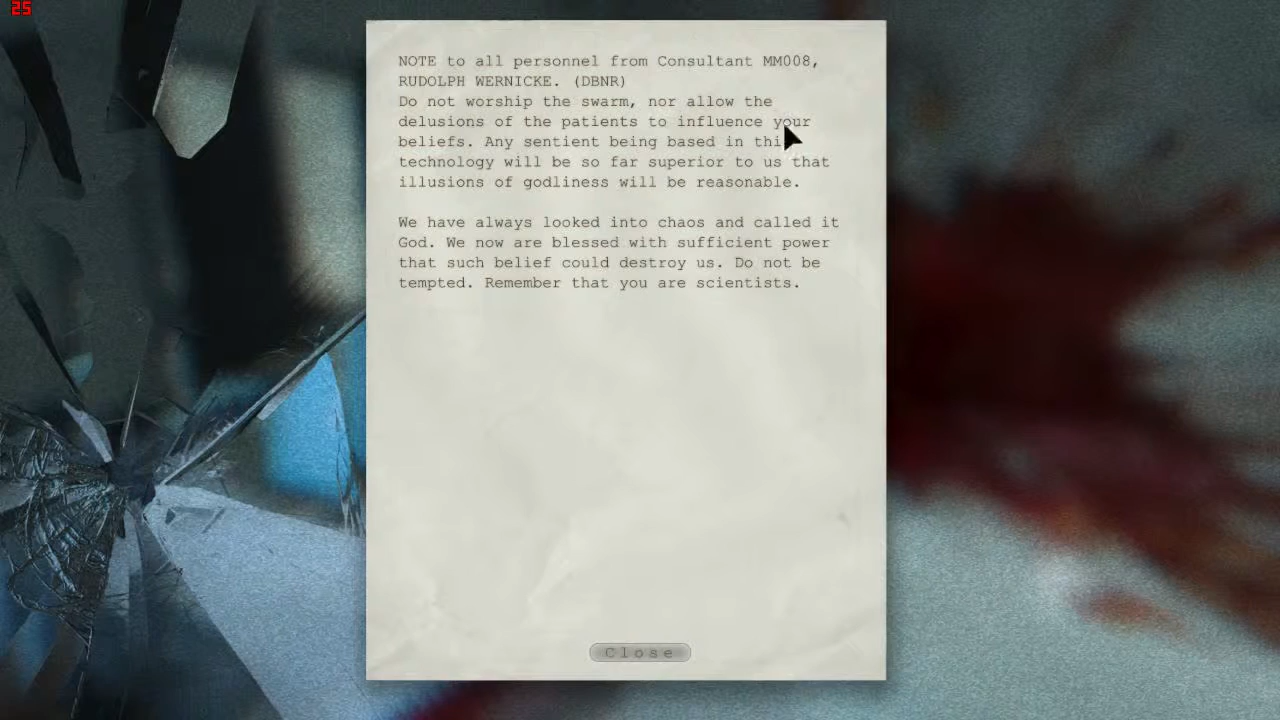 25
NOTE to all personnel from Consultant MM008,
RUDOLPH WERNICKE. (DBNR)
Do not worship the swarm, nor allow the
delusions of the patients to influence your
beliefs. Any sentient being based in this
technology will be so far superior to us that
illusions of godliness will be reasonable.
We have always looked into chaos and called it
God. We now are blessed with sufficient power
that such belief could destroy us. Do not be
tempted. Remember that you are scientists.
Close